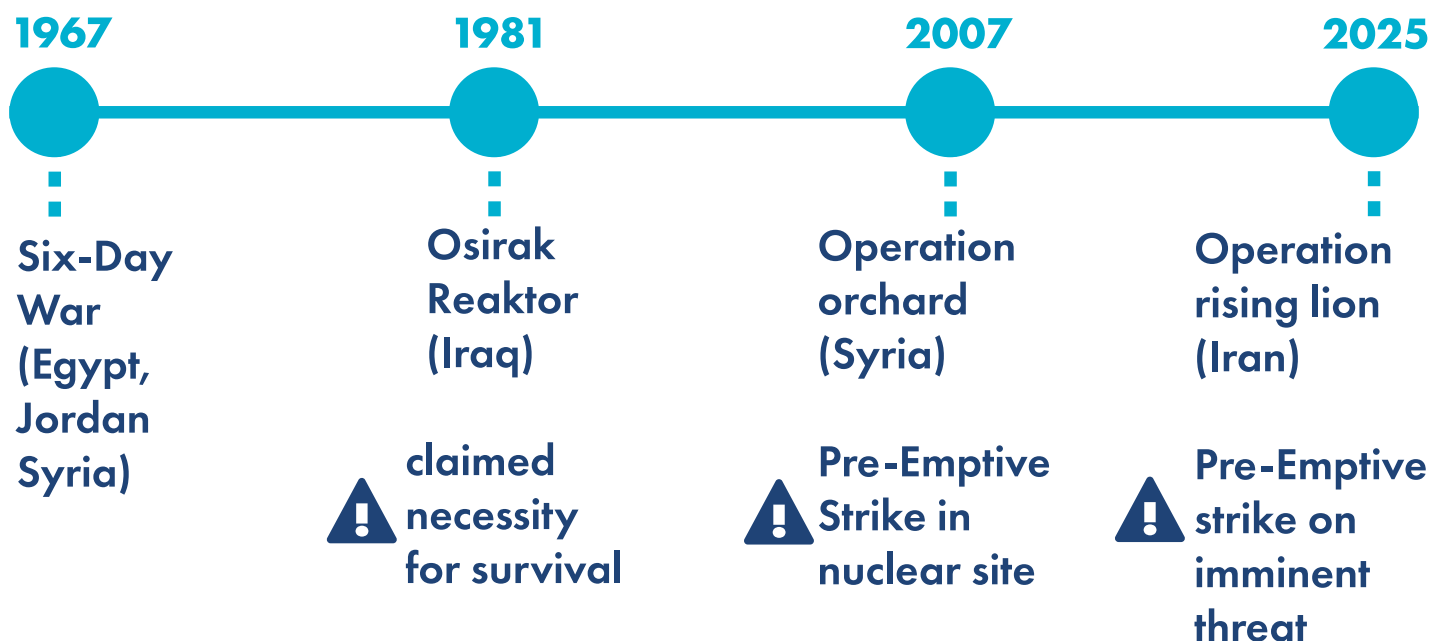 1967
1981
2007
2025
Six-Day
War
(Egypt,
Jordan
Syria)
Osirak
Reaktor
(Iraq)
claimed
necessity
for survival
Operation
orchard
(Syria)
Pre-Emptive
Strike in
nuclear site
Operation
rising lion
(Iran)
Pre-Emptive
strike on
imminent
threat